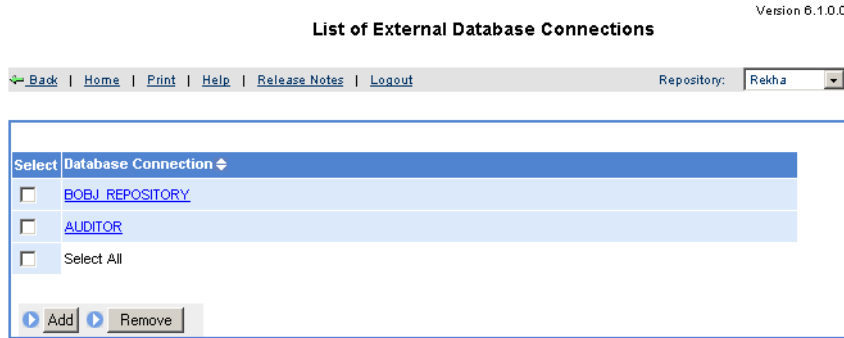 Version 6.1.0.0
List of External Database Connections
Back | Home | Print | Help | Release Notes | Logout Repository: Rekha
Select Database Connection
BOBJ REPOSITORY
AUDITOR
Select All
Add Remove